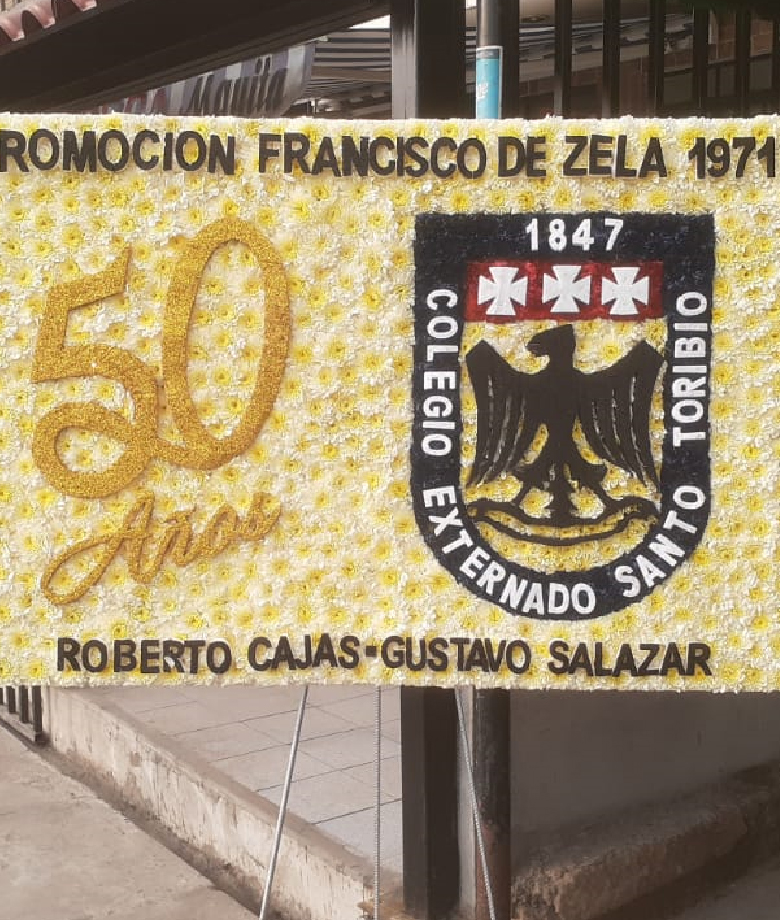 ROMOCION FRANCISCO DE ZELA 1971
50
Años
1847
COLEGIO EXTERNADO SANTO TORIBIO
ROBERTO CAJAS-GUSTAVO SALAZAR